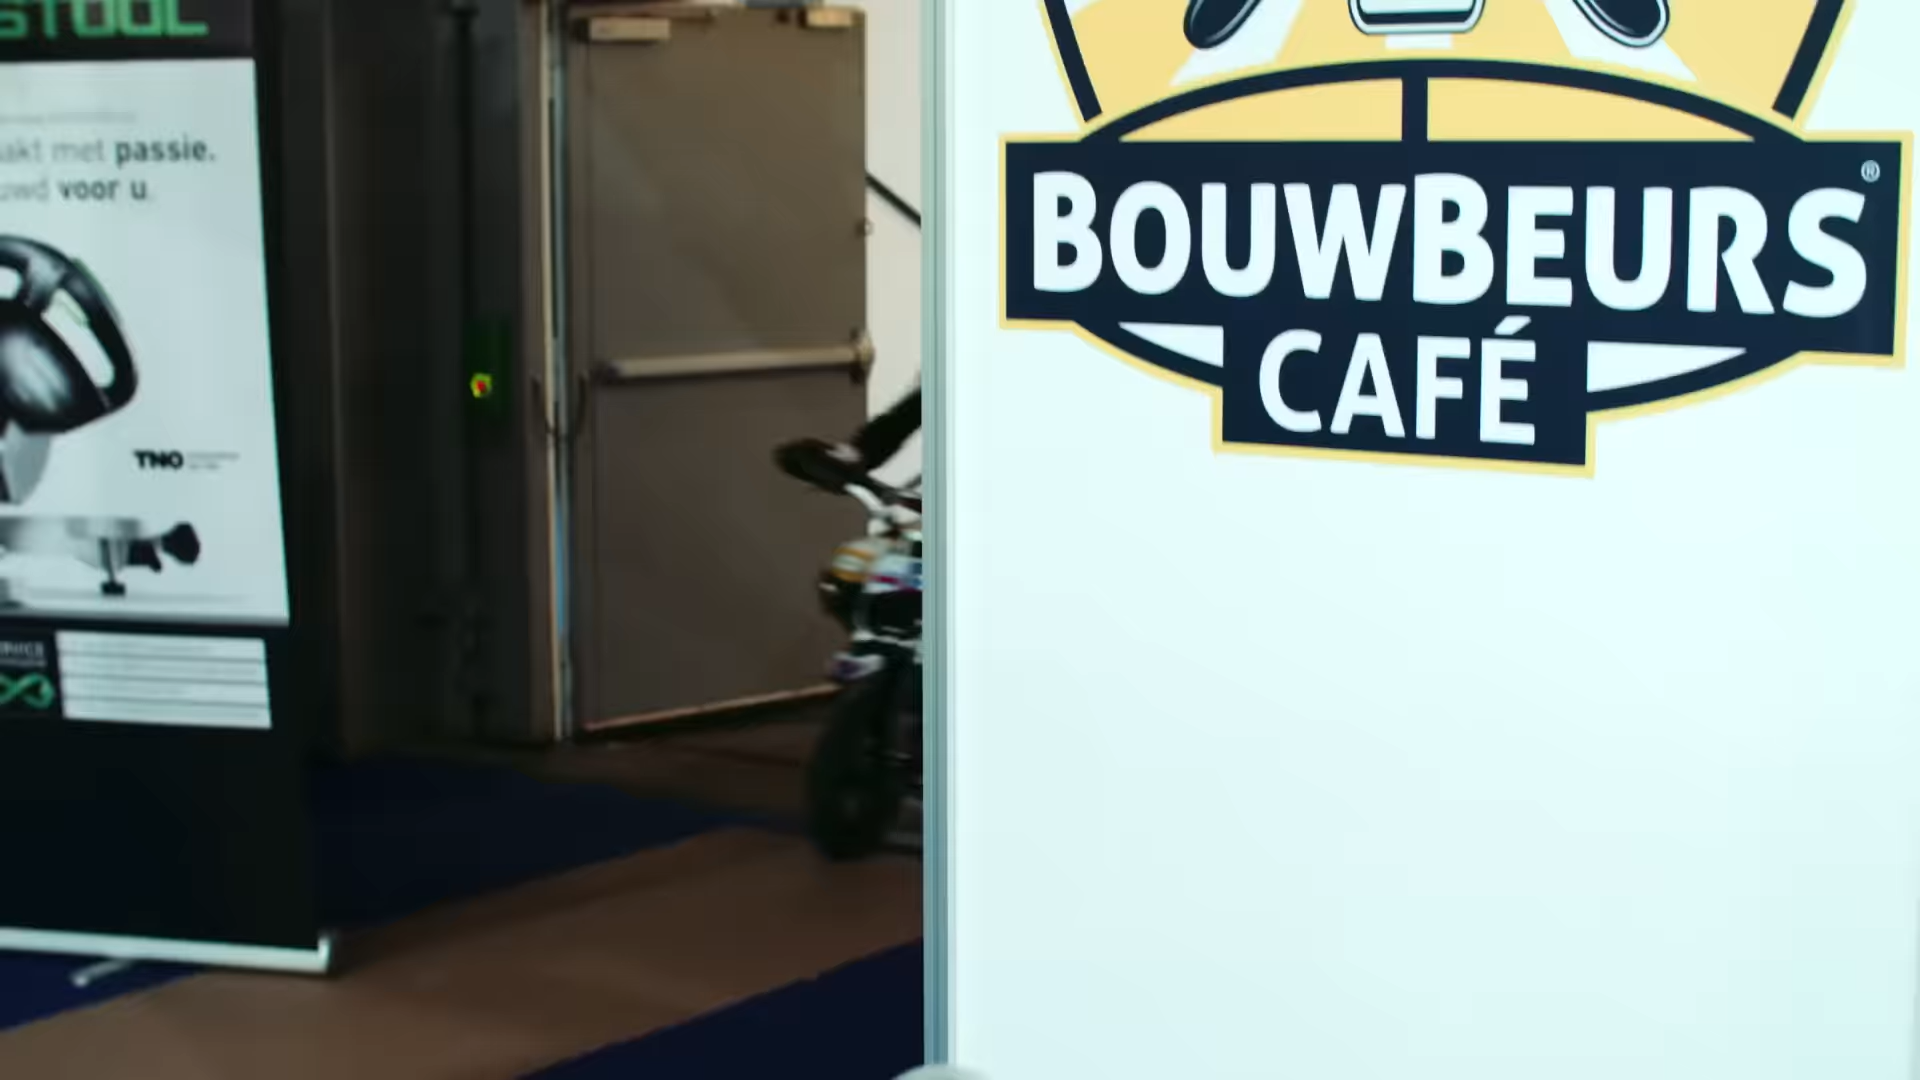 STOOL
akt met passie.
uwd voor u.
TNO
BOUWBEURS®
CAFÉ